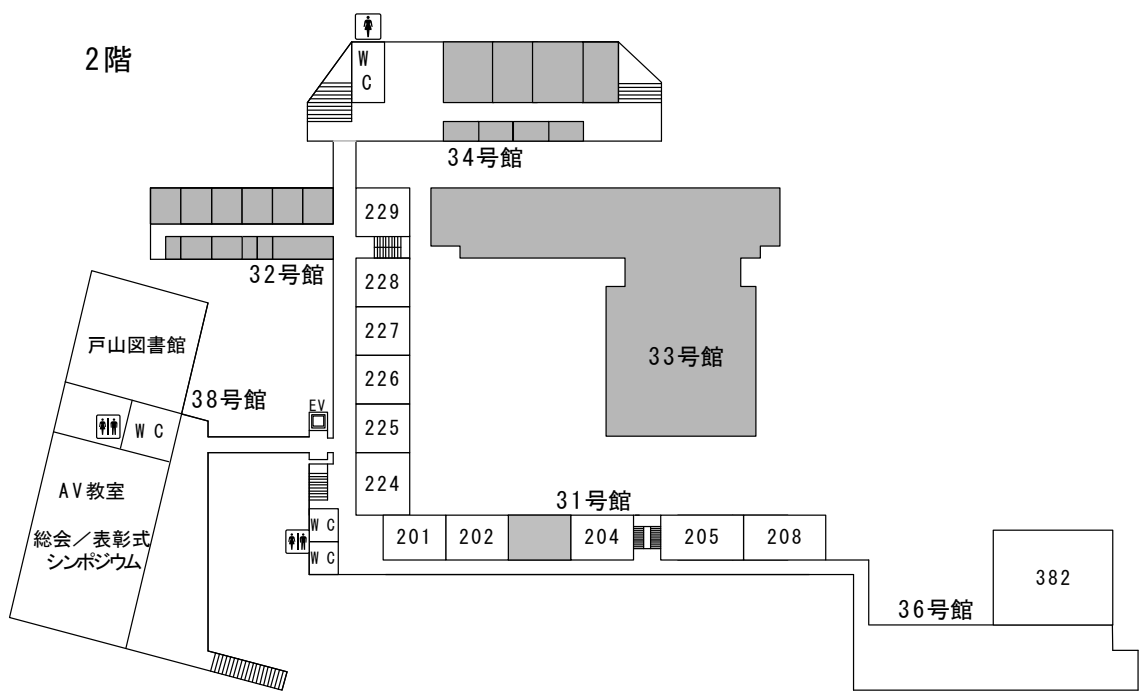 2階
W
C
34号館
229
32号館
228
戸山図書館
227
33号館
226
38号館
EV
W C
225
AV教室
224
31号館
総会／表彰式
シンポジウム
W C
W C
201
202
204
205
208
382
36号館